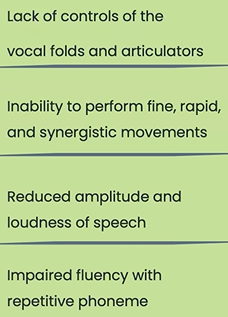 Lack of controls of the
vocal folds and articulators
Inability to perform fine, rapid,
and synergistic movements
Reduced amplitude and
loudness of speech
Impaired fluency with
repetitive phoneme